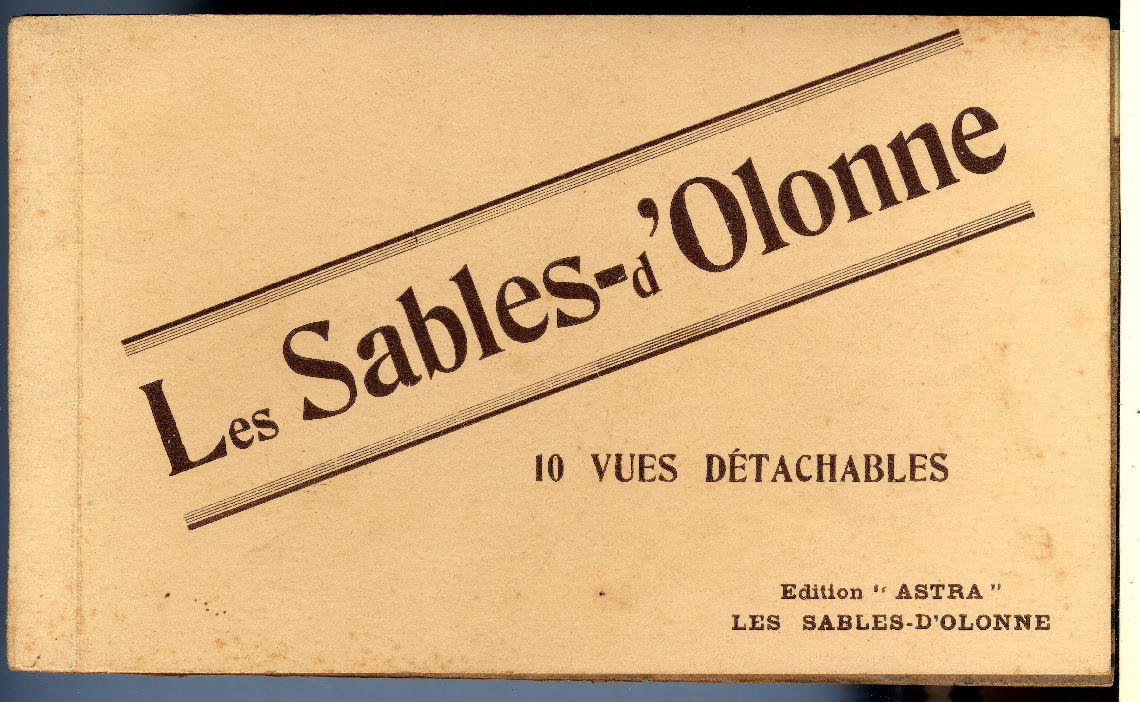 Les Sables-d'Olonne
10 VUES DÉTACHABLES
Edition " ASTRA "
LES SABLES-D'OLONNE